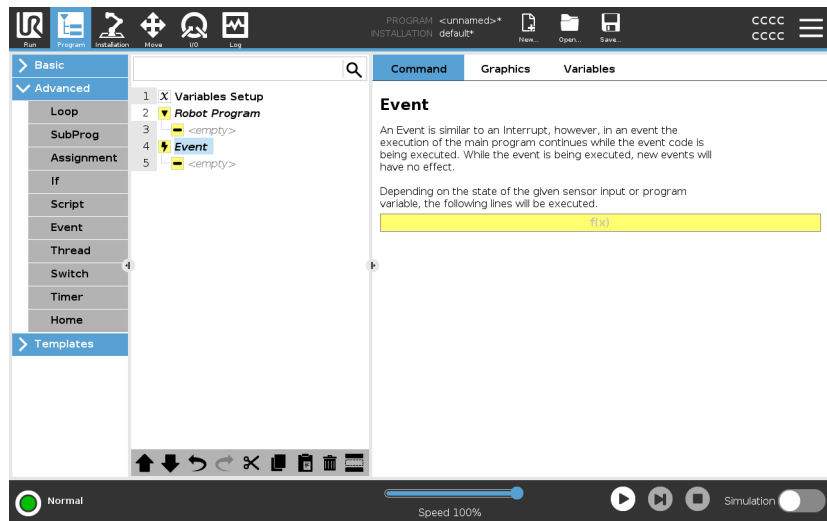 UR
PROGRAM <unnamed>*
INSTALLATION default*
Run Program Installation Move I/O Log New... Open... Save...
cccc
cccc
Basic
Advanced
Loop
SubProg
Assignment
If
Script
Event
Thread
Switch
Timer
Home
Templates
1 X Variables Setup
2 Robot Program
3 <empty>
4 Event
5 <empty>
Command Graphics Variables
Event
An Event is similar to an Interrupt, however, in an event the
execution of the main program continues while the event code is
being executed. While the event is being executed, new events will
have no effect.
Depending on the state of the given sensor input or program
variable, the following lines will be executed.
f(x)
Normal
Speed 100%
Simulation